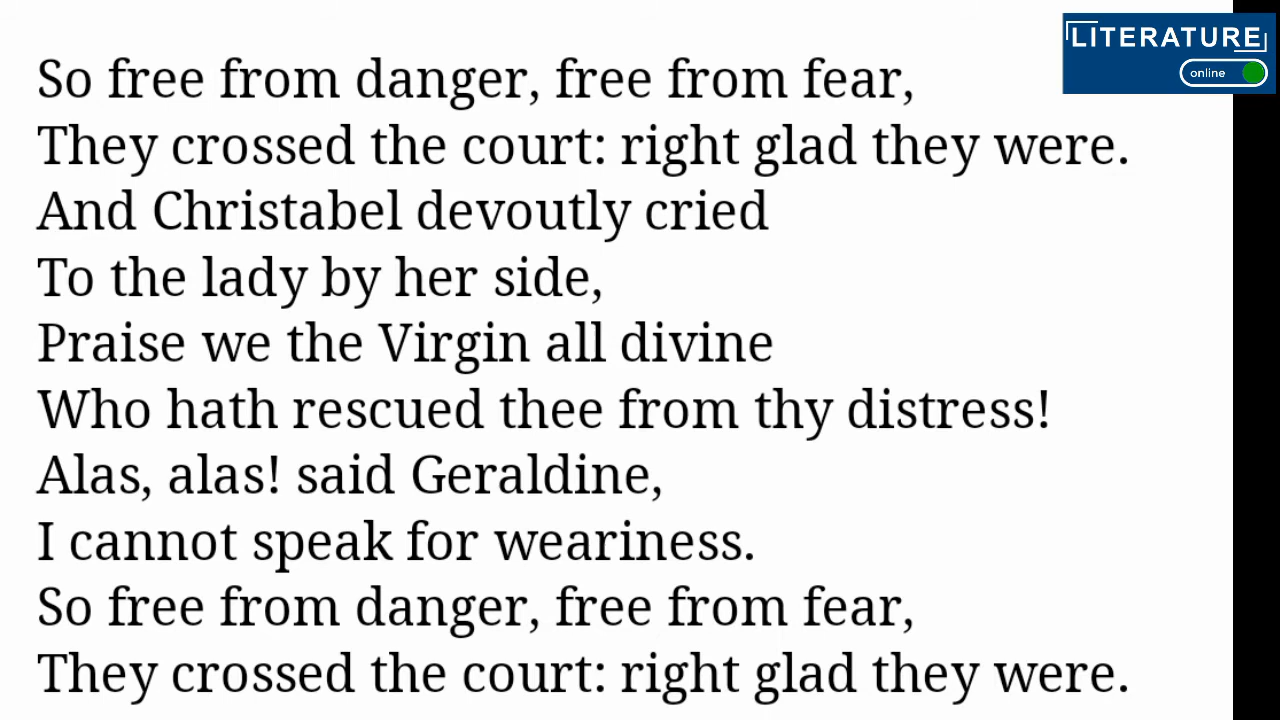 LITERATURE
online
So free from danger, free from fear,
They crossed the court: right glad they were.
And Christabel devoutly cried
To the lady by her side,
Praise we the Virgin all divine
Who hath rescued thee from thy distress!
Alas, alas! said Geraldine,
I cannot speak for weariness.
So free from danger, free from fear,
They crossed the court: right glad they were.